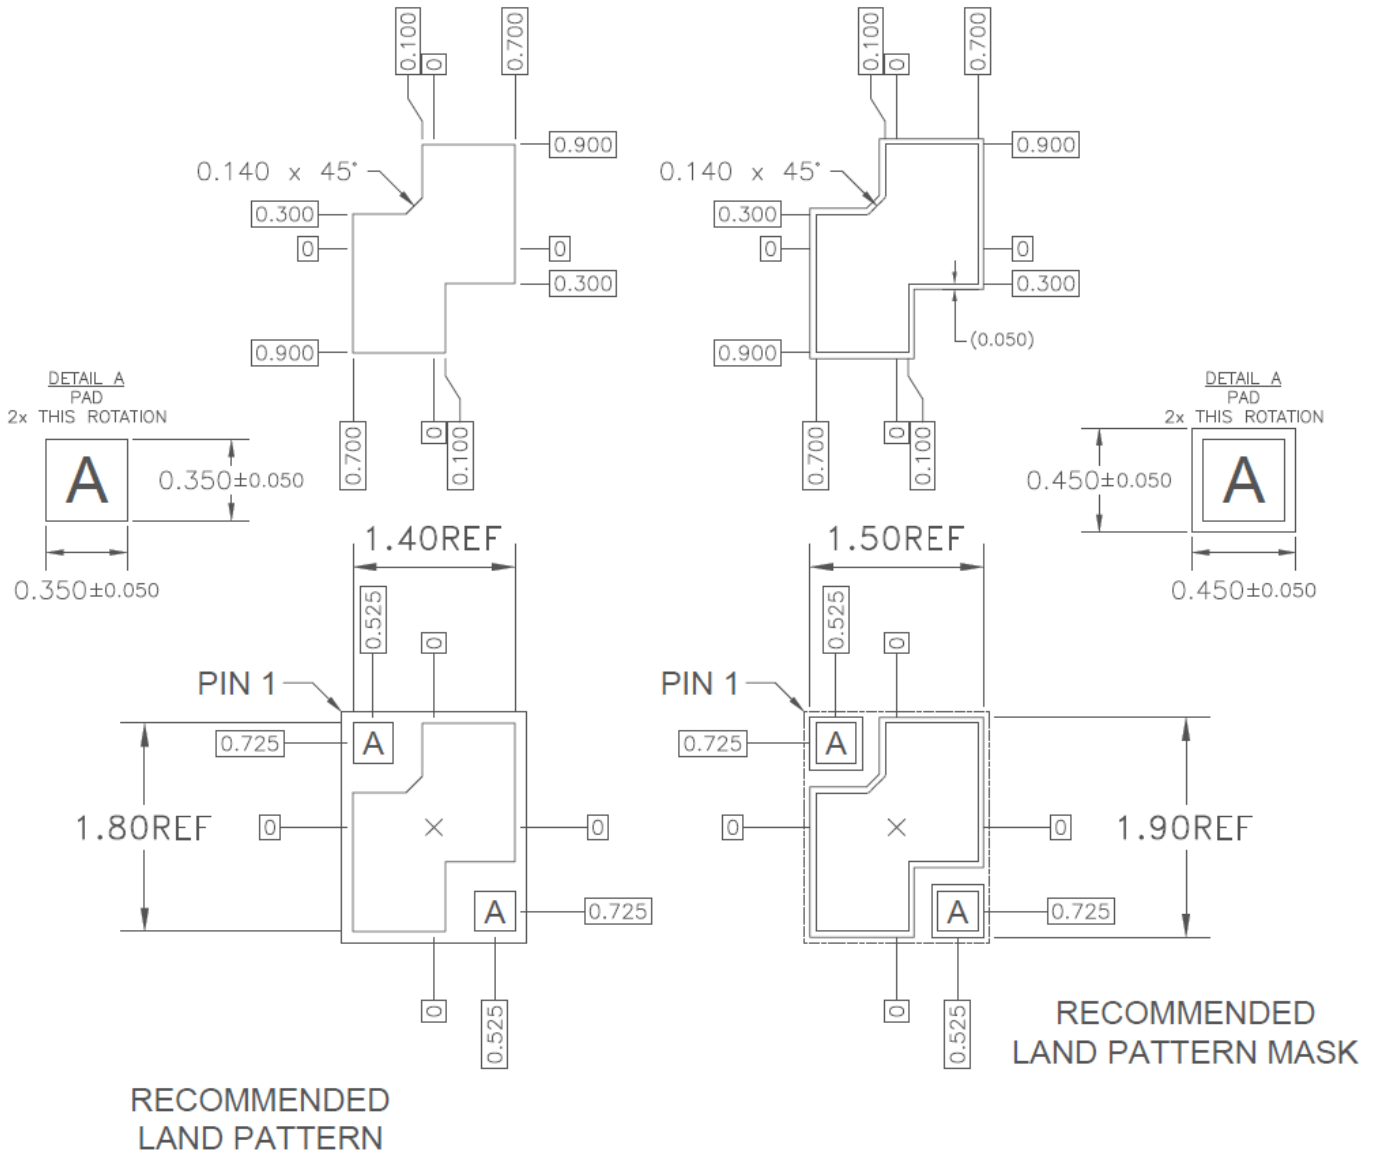 0.100
0
0.700
0.900
0.140 x 45°
0.300
0
0
0.300
0.900
0.700
0
0.100
0.100
0
0.700
0.900
0.140 x 45°
0.300
0
0
0.300
(0.050)
0.900
0.700
0
0.100
DETAIL A
PAD
2x THIS ROTATION
A
0.350±0.050
0.350±0.050
DETAIL A
PAD
2x THIS ROTATION
A
0.450±0.050
0.450±0.050
1.40REF
0.525
0
PIN 1
A
0.725
1.80REF
0
0
A
0.725
0
0.525
RECOMMENDED
LAND PATTERN
1.50REF
0.525
0
PIN 1
A
0.725
0
0
1.90REF
A
0.725
0
0.525
RECOMMENDED
LAND PATTERN MASK